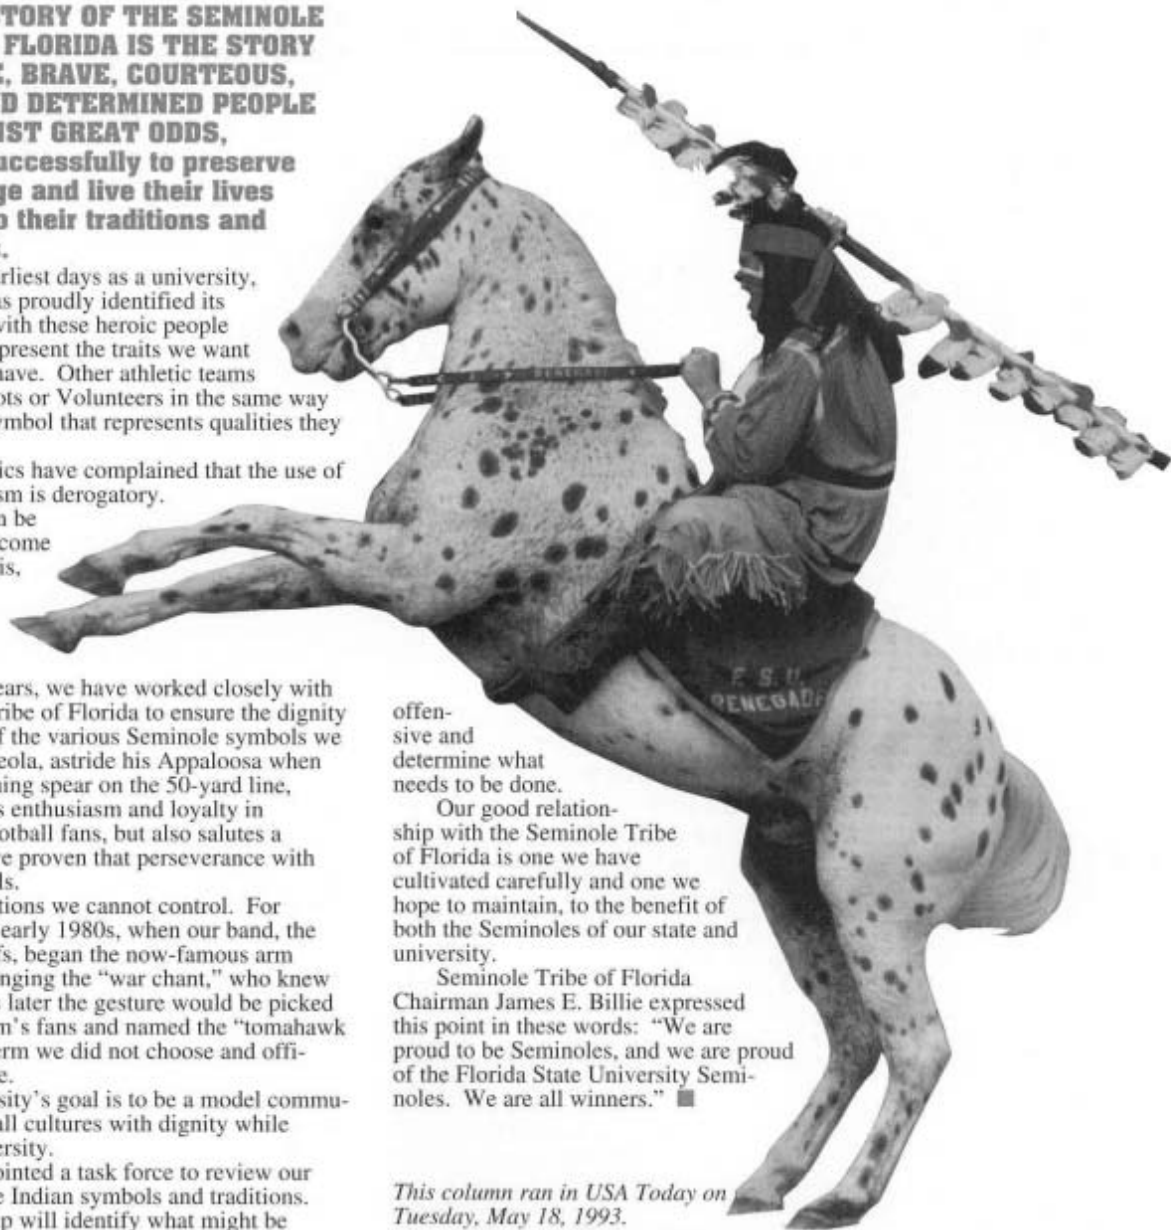 STORY OF THE SEMINOLE
FLORIDA IS THE STORY
E, BRAVE, COURTEOUS,
D DETERMINED PEOPLE
NST GREAT ODDS,
uccessfully to preserve
ge and live their lives
o their traditions and
s.
rliest days as a university,
as proudly identified its
with these heroic people
present the traits we want
have. Other athletic teams
ots or Volunteers in the same way
ymbol that represents qualities they
ics have complained that the use of
sm is derogatory.
n be
come
is,
ears, we have worked closely with
ribe of Florida to ensure the dignity
f the various Seminole symbols we
eola, astride his Appaloosa when
ning spear on the 50-yard line,
s enthusiasm and loyalty in
ootball fans, but also salutes a
ve proven that perseverance with
ls.
tions we cannot control. For
early 1980s, when our band, the
fs, began the now-famous arm
nging the “war chant,” who knew
s later the gesture would be picked
m’s fans and named the “tomahawk
erm we did not choose and offi-
e.
sity’s goal is to be a model commu-
all cultures with dignity while
ersity.
ointed a task force to review our
e Indian symbols and traditions.
p will identify what might be
offen-
sive and
determine what
needs to be done.
Our good relation-
ship with the Seminole Tribe
of Florida is one we have
cultivated carefully and one we
hope to maintain, to the benefit of
both the Seminoles of our state and
university.
Seminole Tribe of Florida
Chairman James E. Billie expressed
this point in these words: “We are
proud to be Seminoles, and we are proud
of the Florida State University Semi-
noles. We are all winners.”
This column ran in USA Today on
Tuesday, May 18, 1993.
RENEGADE
F. S. U.
RENEGADE